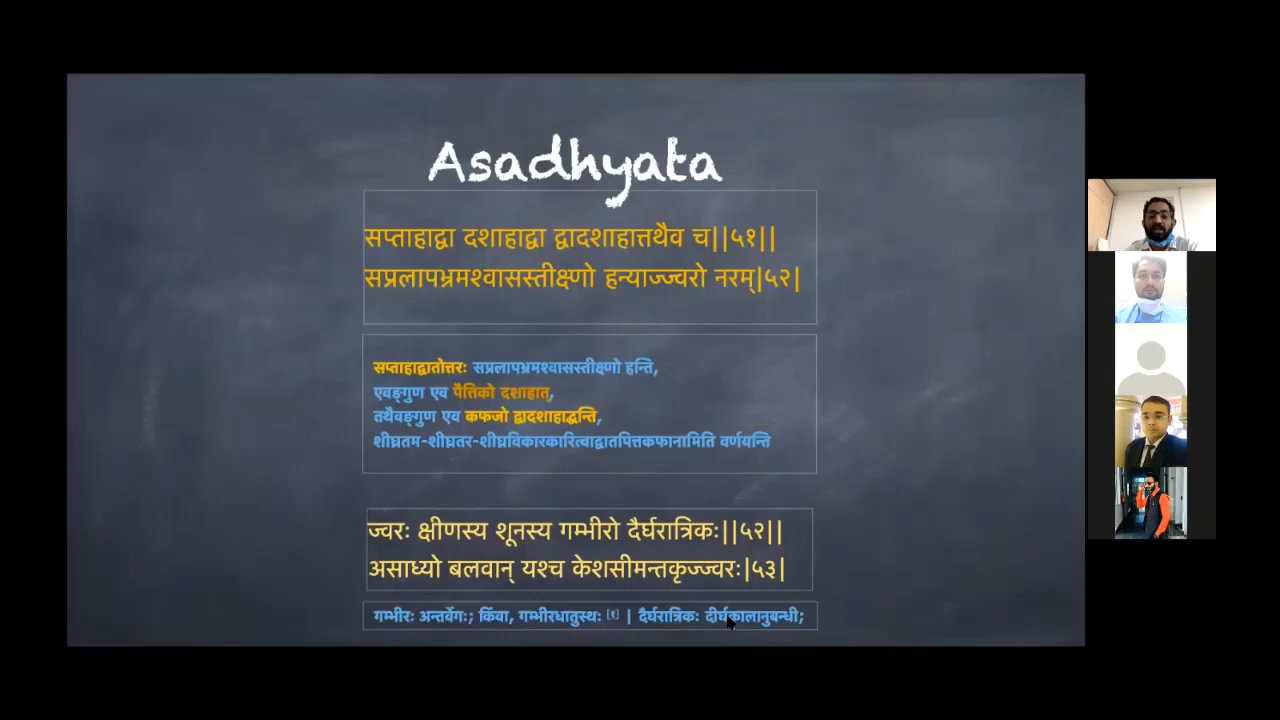 Asadhyata
सप्ताहाद्वा दशाहाद्वा द्वादशाहात्तथैव च||५१||
सप्रलापभ्रमश्वासस्तीक्ष्णो हन्याज्ज्वरो नरम्|५२|
सप्ताहाद्वातोत्तरः सप्रलापभ्रमश्वासस्तीक्ष्णो हन्ति,
एवङ्गुण एव पैत्तिको दशाहात्,
तथैवङ्गुण एव कफजो द्वादशाहाद्धन्ति,
शीघ्रतम-शीघ्रतर-शीघ्रविकारकारित्वाद्वातपित्तकफानामिति वर्णयन्ति
ज्वरः क्षीणस्य शूनस्य गम्भीरो दैर्घरात्रिकः||५२||
असाध्यो बलवान् यश्च केशसीमन्तकृज्ज्वरः|५३|
गम्भीरः अन्तर्वेगः; किंवा, गम्भीरधातुस्थः [१] | दैर्घरात्रिकः दीर्घकालानुबन्धी;